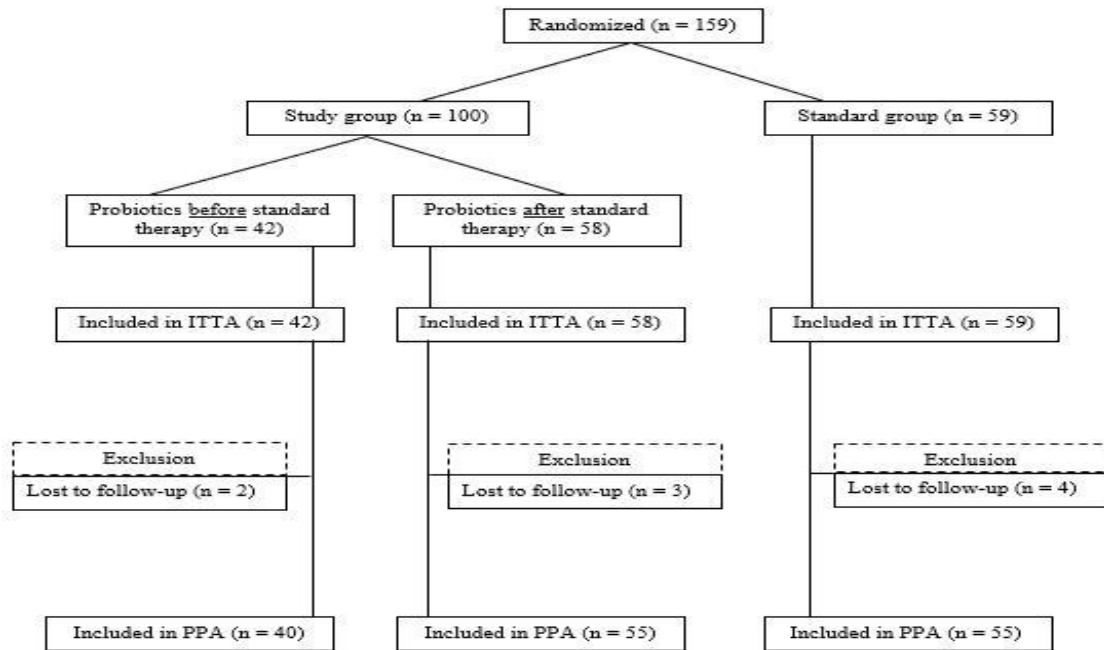 Randomized (n = 159)
Study group (n = 100)
Standard group (n = 59)
Probiotics before standard
therapy (n = 42)
Probiotics after standard
therapy (n = 58)
Included in ITTA (n = 42)
Included in ITTA (n = 58)
Included in ITTA (n = 59)
Exclusion
Lost to follow-up (n = 2)
Exclusion
Lost to follow-up (n = 3)
Exclusion
Lost to follow-up (n = 4)
Included in PPA (n = 40)
Included in PPA (n = 55)
Included in PPA (n = 55)